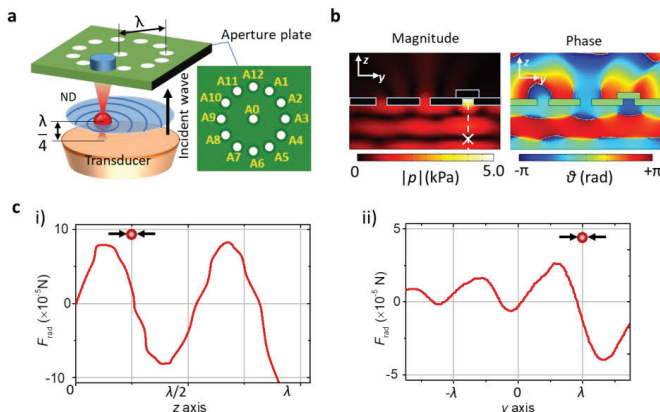 a
λ
Aperture plate
ND
λ
4
Incident wave
Transducer
A12
A11
A1
A10
A2
A9
A0
A3
A8
A4
A7
A6
A5
b
Magnitude
Phase
z
y
z
y
0
5.0
|p|(kPa)
-π
+π
ϑ (rad)
c
i)
10
0
-10
F_rad (×10⁻⁵ N)
0
λ/2
λ
z axis
ii)
5
0
-5
F_rad (×10⁻⁵ N)
-λ
0
λ
y axis